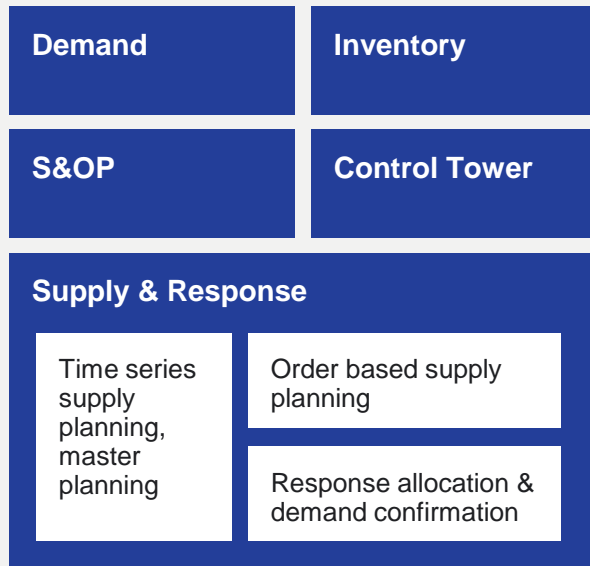 Demand
Inventory
S&OP
Control Tower
Supply & Response
Time series
supply
planning,
master
planning
Order based supply
planning
Response allocation &
demand confirmation